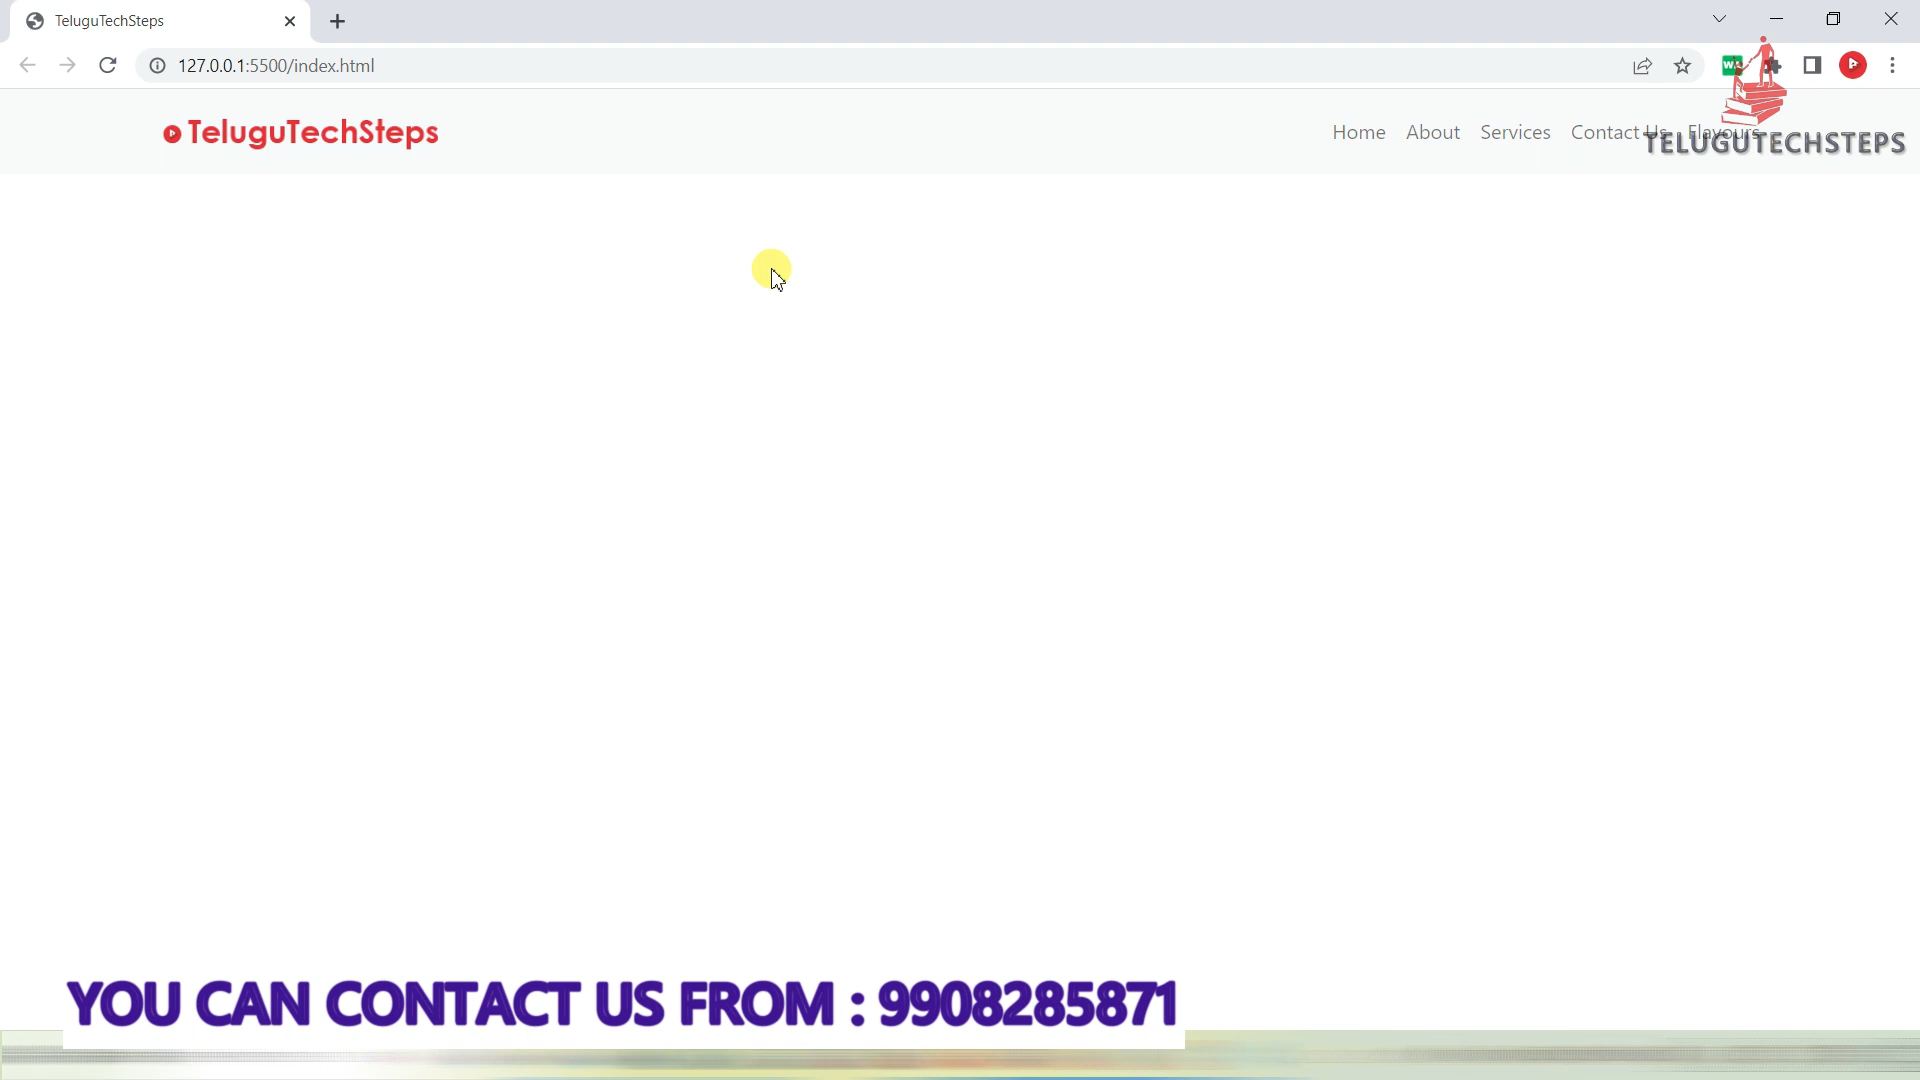 TeluguTechSteps
127.0.0.1:5500/index.html
TeluguTechSteps
Home About Services Contact Us Flavours
TELUGUTECHSTEPS
YOU CAN CONTACT US FROM : 9908285871